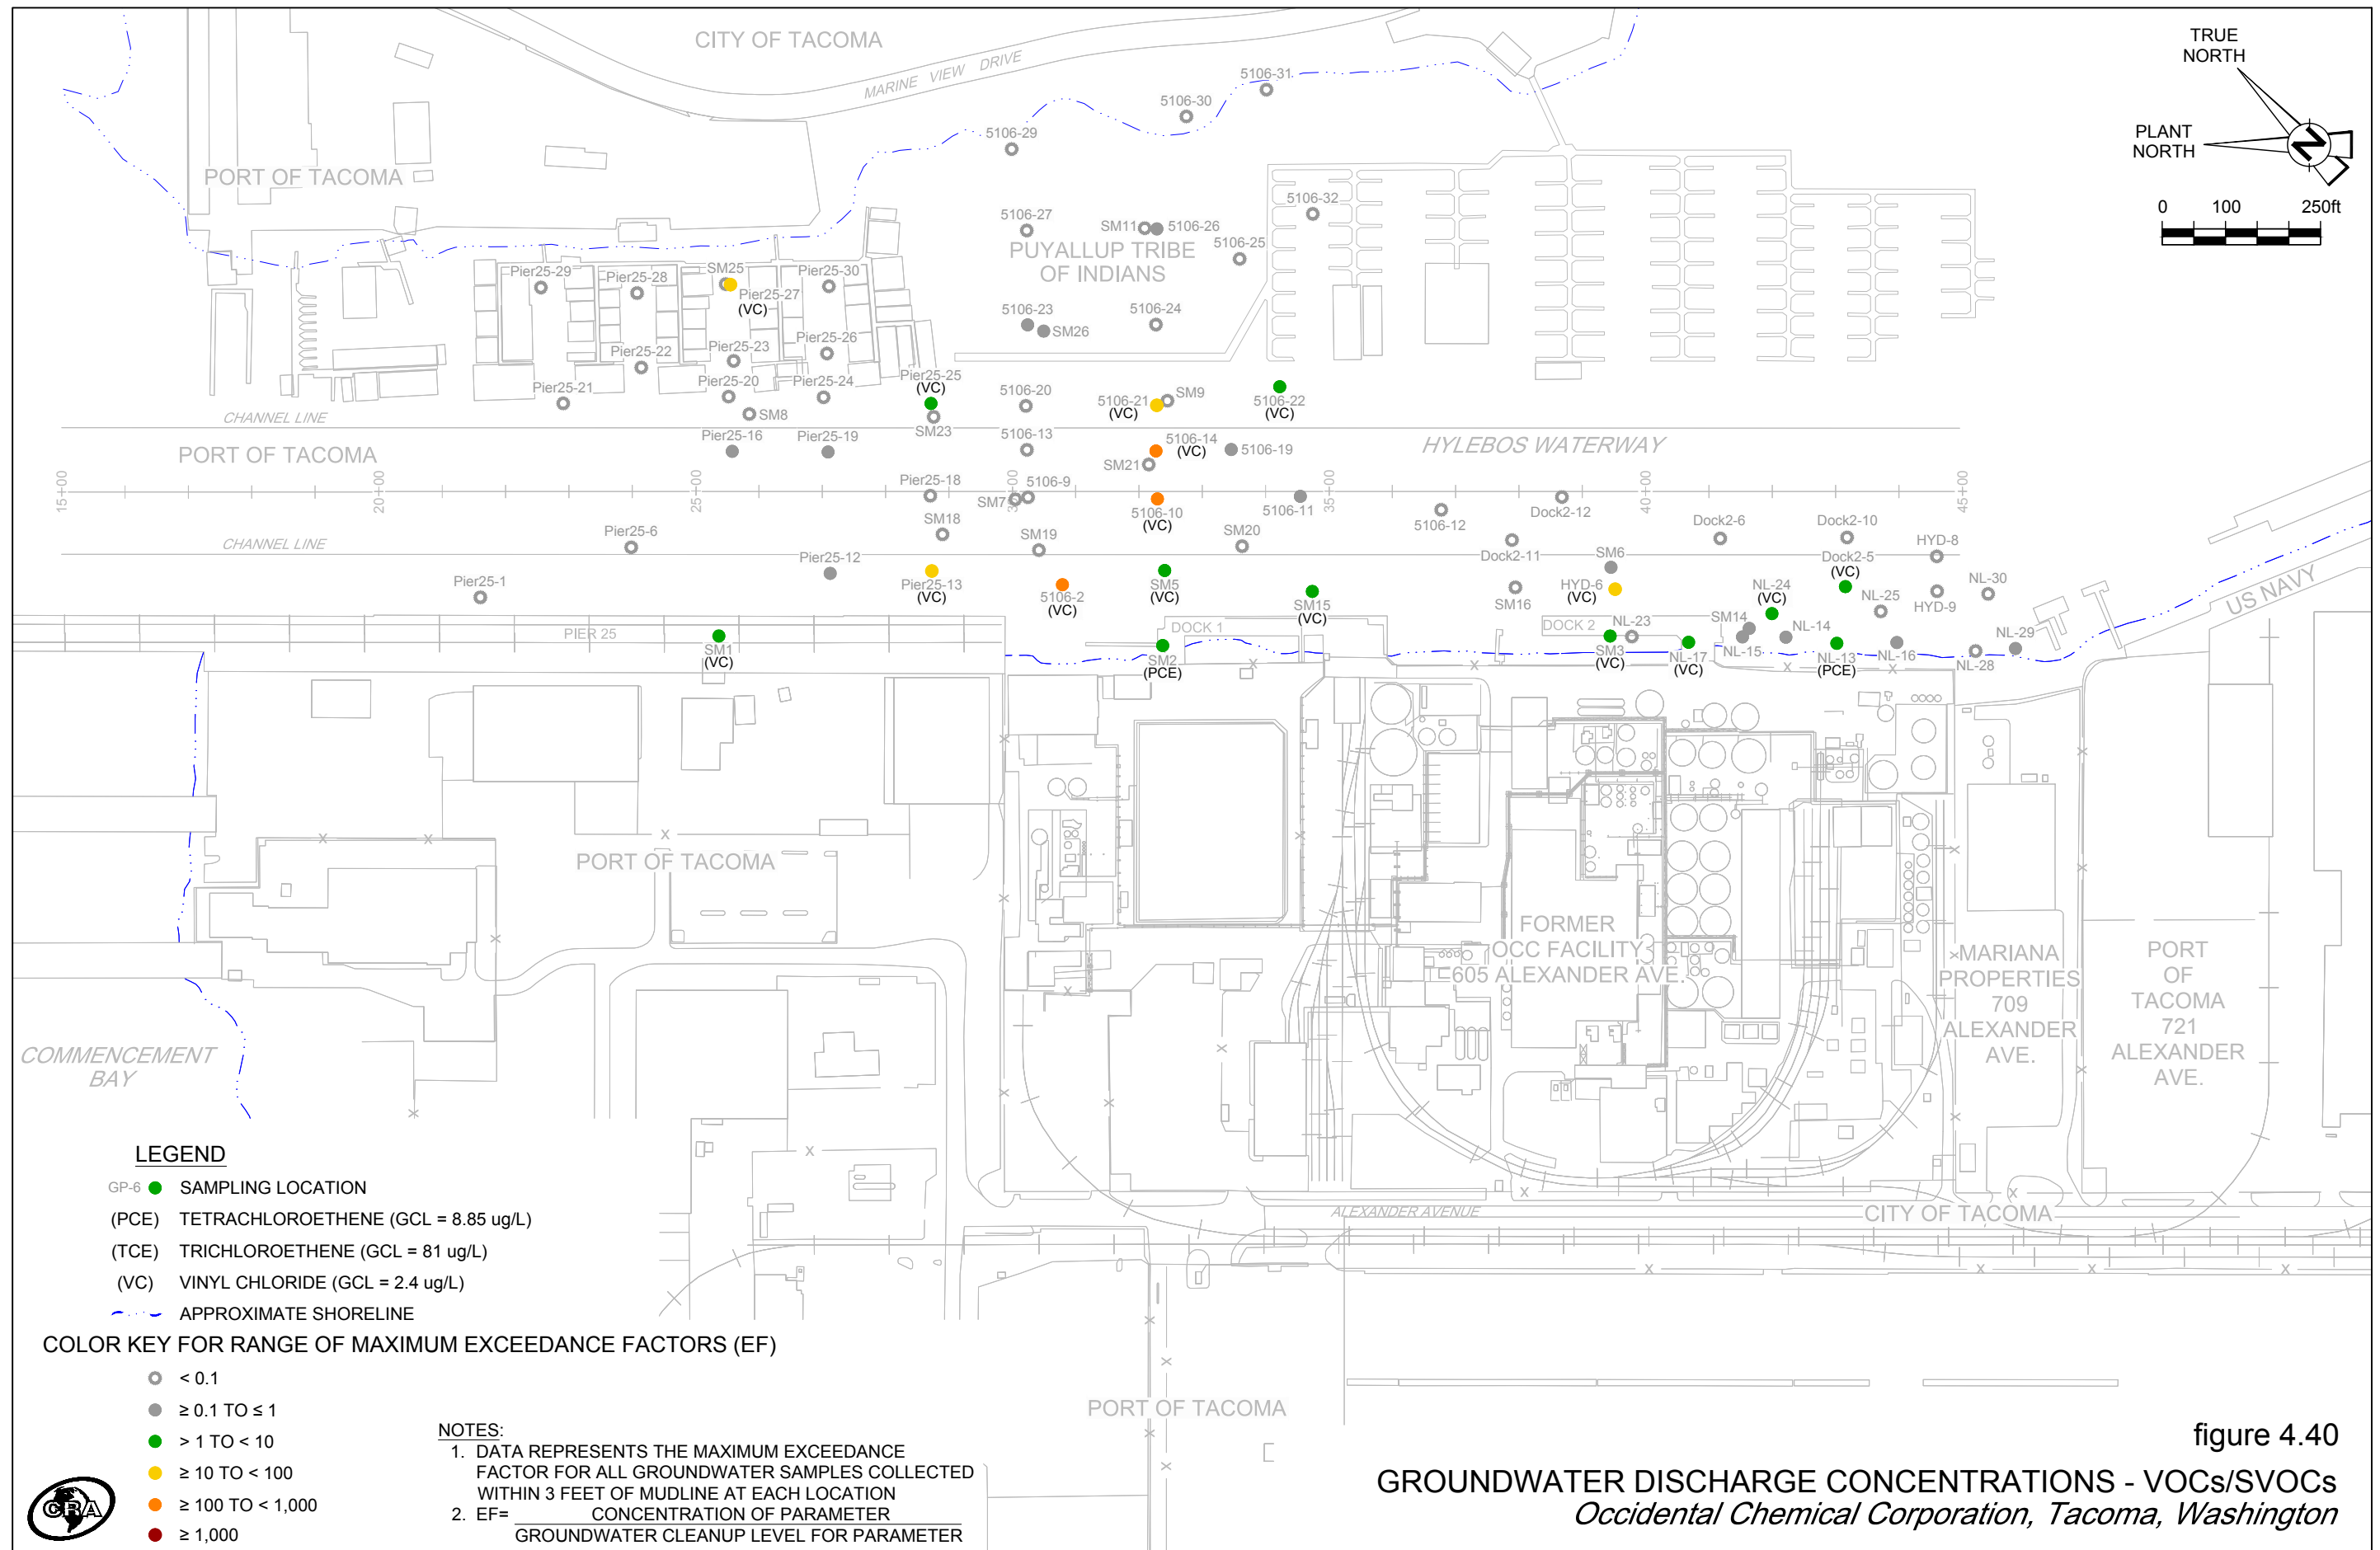 CITY OF TACOMA
MARINE VIEW DRIVE
TRUE
NORTH
PLANT
NORTH
N
0 100 250ft
5106-31
5106-30
5106-29
PORT OF TACOMA
5106-32
5106-27
SM11
5106-26
5106-25
PUYALLUP TRIBE
OF INDIANS
Pier25-29
Pier25-28
SM25
Pier25-27
(VC)
Pier25-30
5106-23
SM26
5106-24
Pier25-22
Pier25-23
Pier25-26
Pier25-21
Pier25-20
Pier25-24
Pier25-25
(VC)
SM8
SM23
5106-20
5106-21
(VC)
SM9
5106-22
(VC)
CHANNEL LINE
PORT OF TACOMA
Pier25-16
Pier25-19
5106-13
5106-14
(VC)
SM21
5106-19
HYLEBOS WATERWAY
15+00
20+00
25+00
35+00
40+00
45+00
Pier25-18
SM7
5106-9
5106-10
(VC)
5106-11
5106-12
Dock2-12
SM18
SM19
SM20
Pier25-6
CHANNEL LINE
Pier25-12
Dock2-11
SM6
Dock2-6
Dock2-10
HYD-8
Dock2-5
(VC)
Pier25-1
Pier25-13
(VC)
5106-2
(VC)
SM5
(VC)
SM15
(VC)
SM16
HYD-6
(VC)
NL-24
(VC)
NL-25
HYD-9
NL-30
US NAVY
PIER 25
SM1
(VC)
DOCK 1
SM2
(PCE)
DOCK 2
NL-23
SM3
(VC)
NL-17
(VC)
SM14
NL-15
NL-14
NL-13
(PCE)
NL-16
NL-28
NL-29
PORT OF TACOMA
FORMER
OCC FACILITY
605 ALEXANDER AVE.
MARIANA
PROPERTIES
709
ALEXANDER
AVE.
PORT
OF
TACOMA
721
ALEXANDER
AVE.
COMMENCEMENT
BAY
ALEXANDER AVENUE
CITY OF TACOMA
PORT OF TACOMA
LEGEND
GP-6 SAMPLING LOCATION
(PCE) TETRACHLOROETHENE (GCL = 8.85 ug/L)
(TCE) TRICHLOROETHENE (GCL = 81 ug/L)
(VC) VINYL CHLORIDE (GCL = 2.4 ug/L)
APPROXIMATE SHORELINE
COLOR KEY FOR RANGE OF MAXIMUM EXCEEDANCE FACTORS (EF)
< 0.1
≥ 0.1 TO ≤ 1
> 1 TO < 10
≥ 10 TO < 100
≥ 100 TO < 1,000
≥ 1,000
CRA
NOTES:
1. DATA REPRESENTS THE MAXIMUM EXCEEDANCE
FACTOR FOR ALL GROUNDWATER SAMPLES COLLECTED
WITHIN 3 FEET OF MUDLINE AT EACH LOCATION
2. EF= CONCENTRATION OF PARAMETER
GROUNDWATER CLEANUP LEVEL FOR PARAMETER
figure 4.40
GROUNDWATER DISCHARGE CONCENTRATIONS - VOCs/SVOCs
Occidental Chemical Corporation, Tacoma, Washington